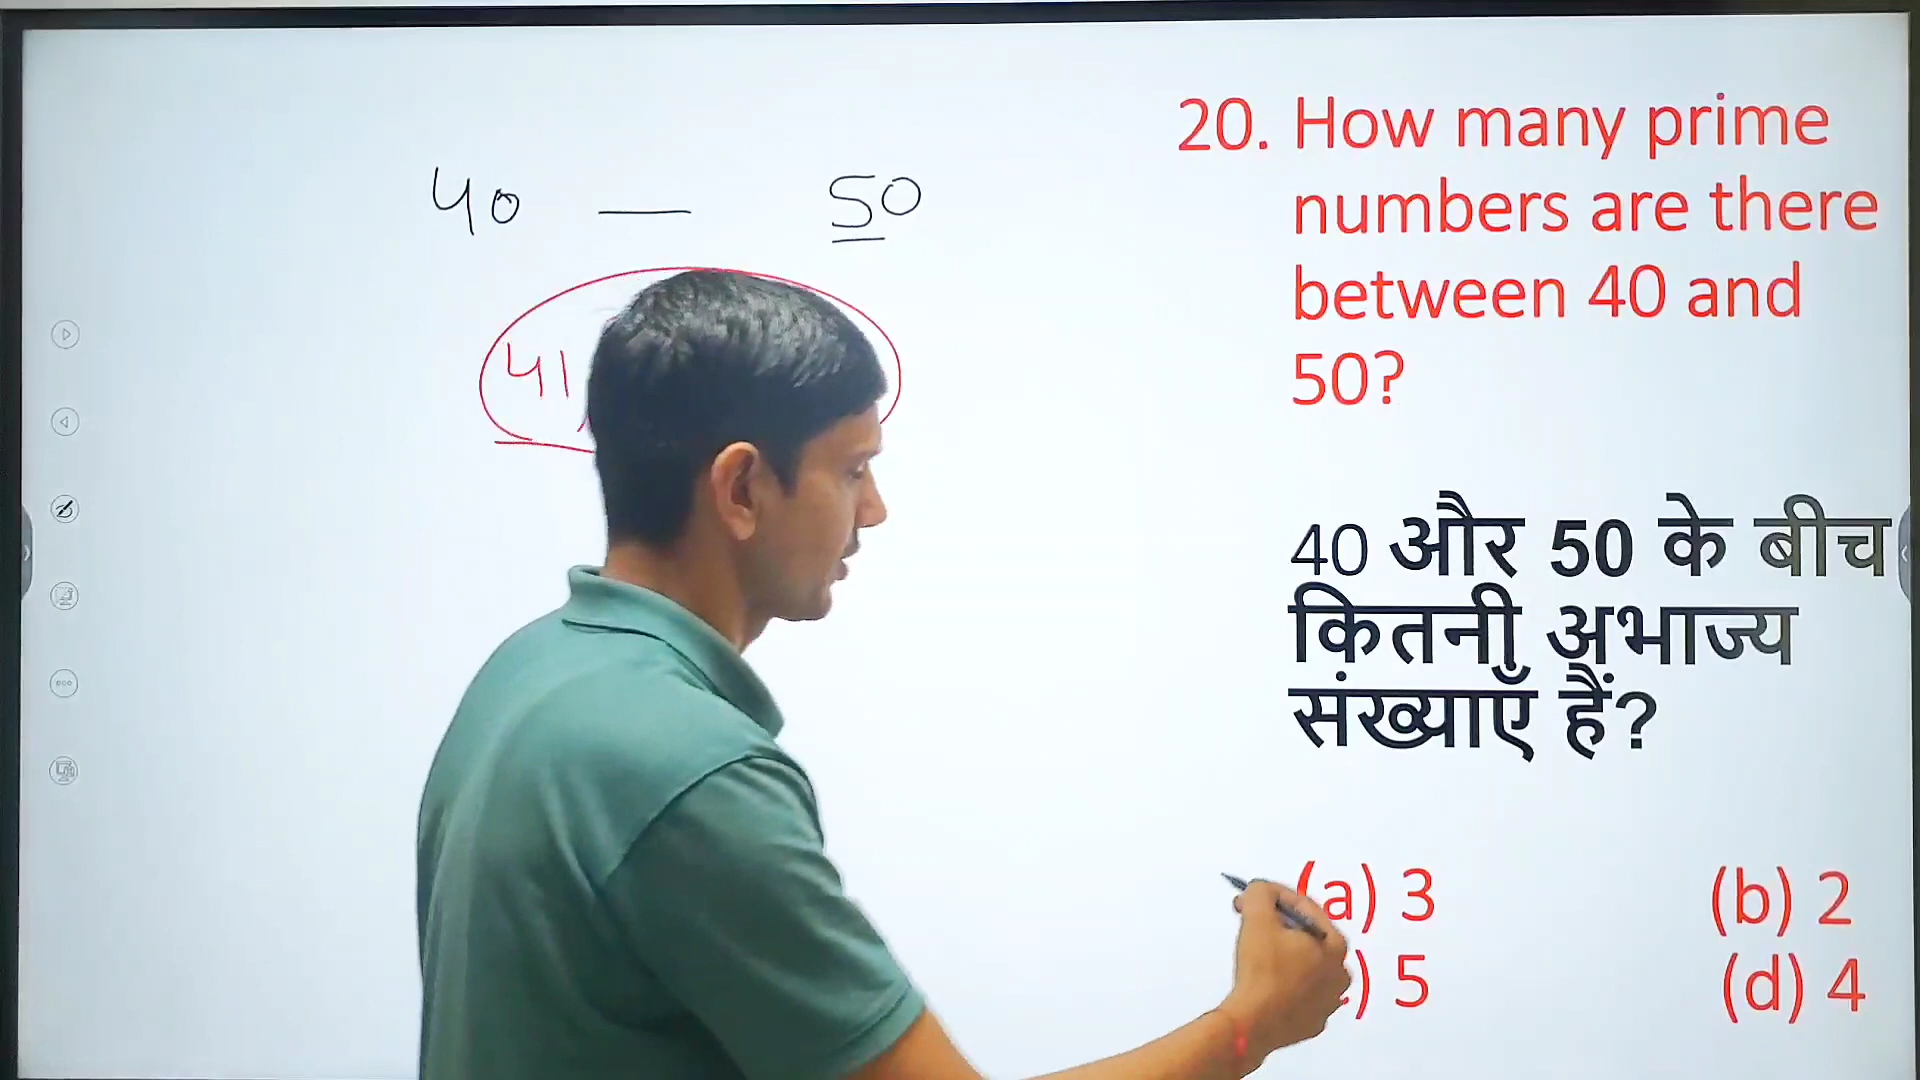 40 — 50
41
20. How many prime
numbers are there
between 40 and
50?
40 और 50 के बीच
कितनी अभाज्य
संख्याएँ हैं?
(a) 3 (b) 2
) 5 (d) 4